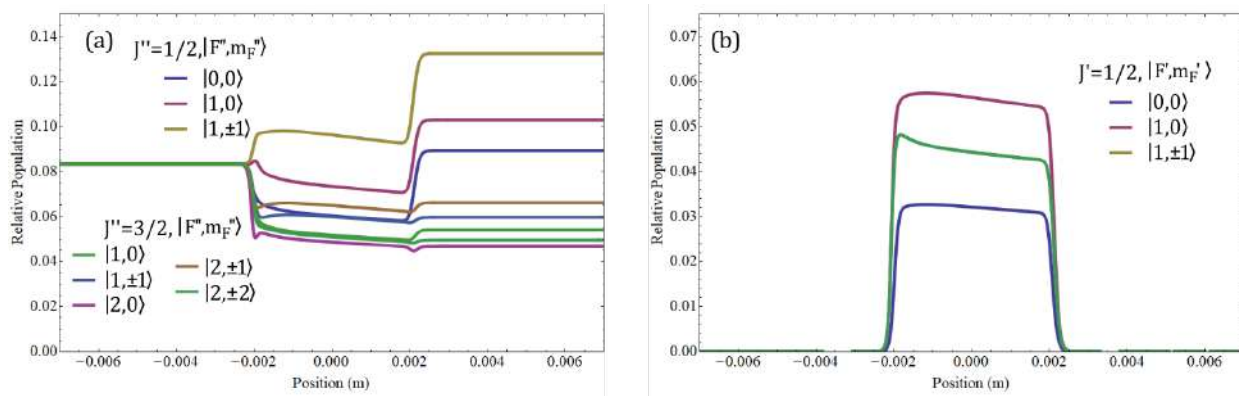 (a)
J''=1/2,|F'',m_F''⟩
|0,0⟩
|1,0⟩
|1,±1⟩
J''=3/2,|F'',m_F''⟩
|1,0⟩
|2,±1⟩
|1,±1⟩
|2,±2⟩
|2,0⟩
0.14
0.12
0.10
0.08
0.06
0.04
0.02
0.00
Relative Population
−0.006 −0.004 −0.002 0.000 0.002 0.004 0.006
Position (m)
(b)
J'=1/2, |F',m_F'⟩
|0,0⟩
|1,0⟩
|1,±1⟩
0.07
0.06
0.05
0.04
0.03
0.02
0.01
0.00
Relative Population
−0.006 −0.004 −0.002 0.000 0.002 0.004 0.006
Position (m)